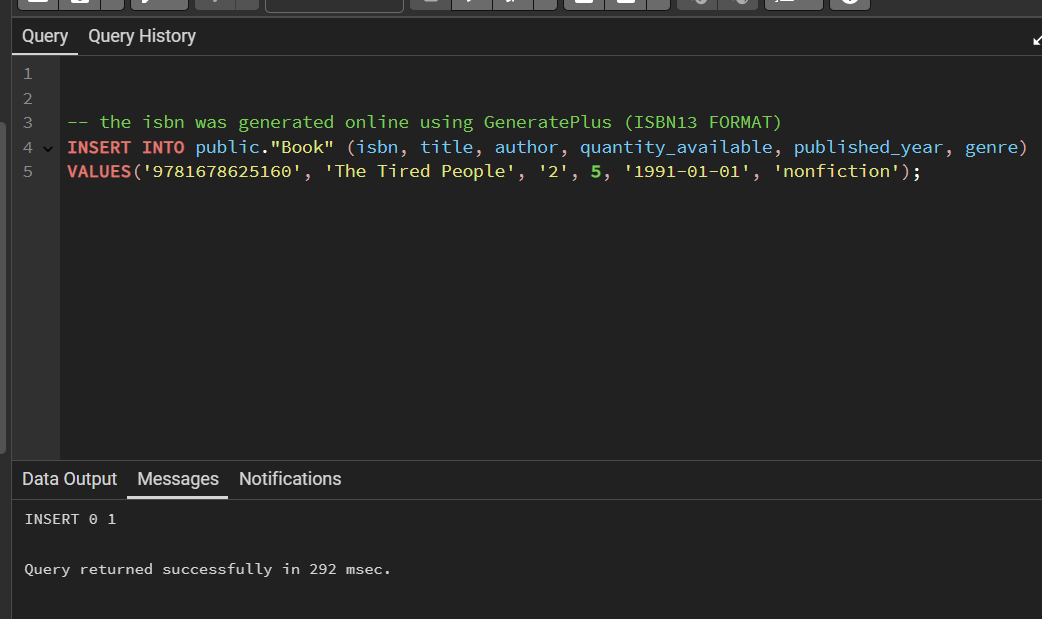 Query Query History
1
2
3 -- the isbn was generated online using GeneratePlus (ISBN13 FORMAT)
4 INSERT INTO public."Book" (isbn, title, author, quantity_available, published_year, genre)
5 VALUES('9781678625160', 'The Tired People', '2', 5, '1991-01-01', 'nonfiction');
Data Output Messages Notifications
INSERT 0 1
Query returned successfully in 292 msec.